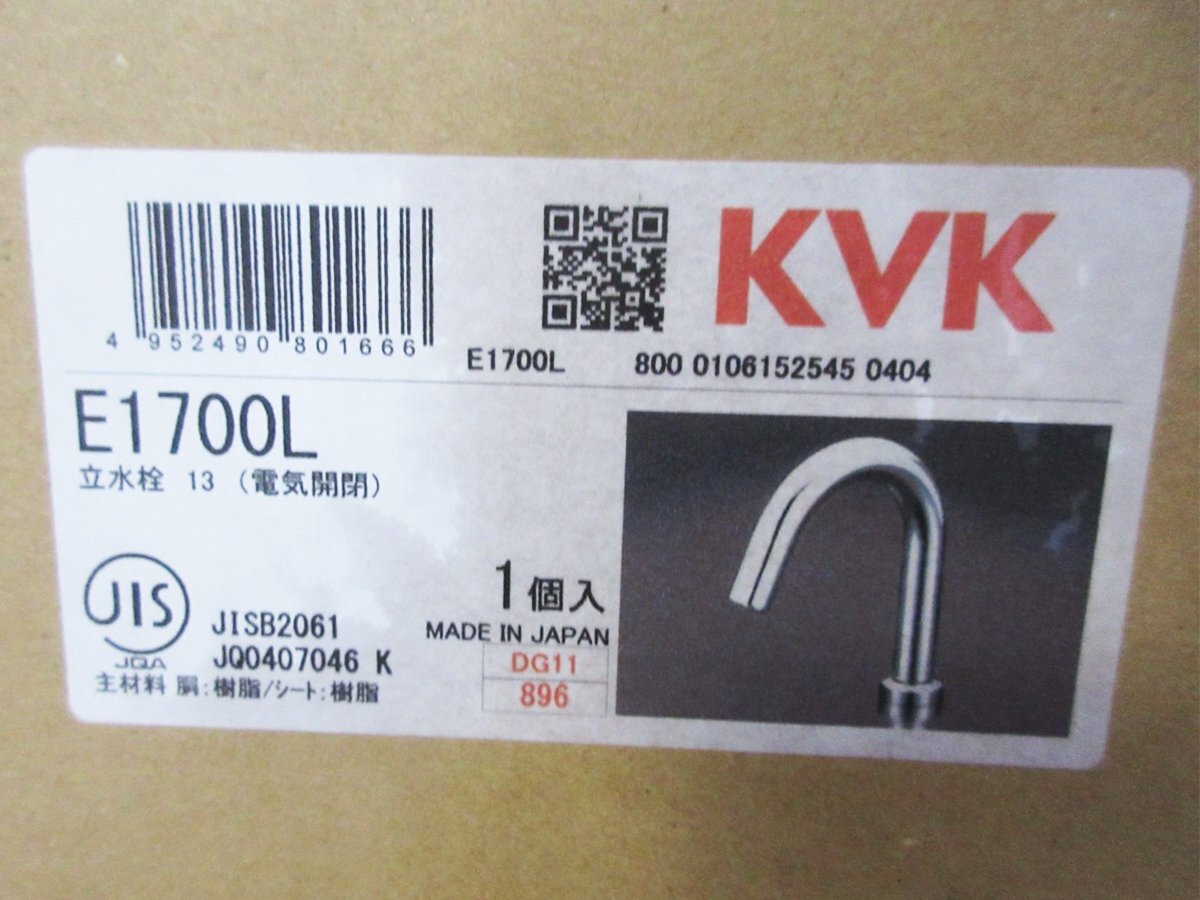 KVK
4 952490 801666
E1700L 800 0106152545 0404
E1700L
立水栓 13 (電気開閉)
1個入
MADE IN JAPAN
JIS
JQA
JISB2061
JQ0407046 K
主材料 胴:樹脂/シート:樹脂
DG11
896